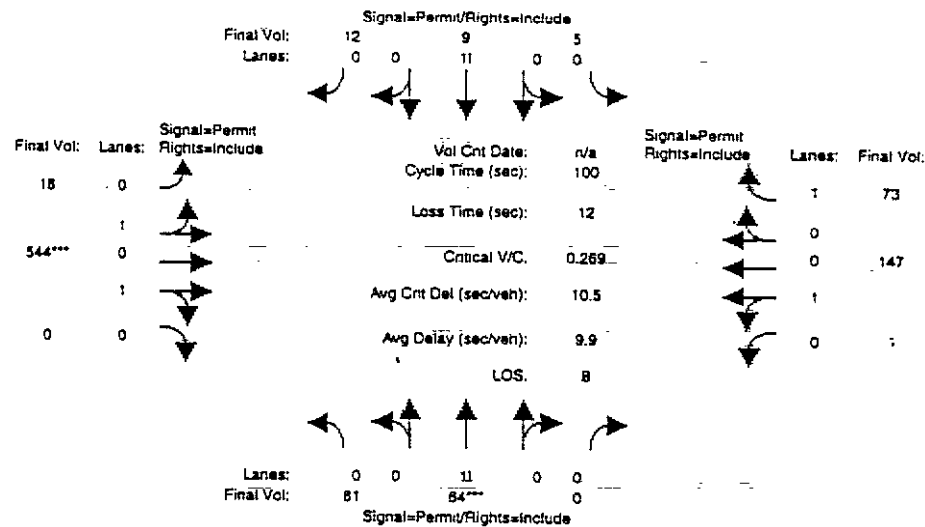 Signal=Permit/Rights=Include
Final Vol: 12 9 5
Lanes: 0 0 1! 0 0
Final Vol: Lanes: Signal=Permit Rights=Include
Signal=Permit Rights=Include Lanes: Final Vol:
Vol Cnt Date: n/a
Cycle Time (sec): 100
18 0 1 73
Loss Time (sec): 12
1 0
544*** 0 Critical V/C: 0.269 0 147
1 Avg Crit Del (sec/veh): 10.5 1
0 0 Avg Delay (sec/veh): 9.9 0
LOS: B
Lanes: 0 0 1! 0 0
Final Vol: 81 64*** 0
Signal=Permit/Rights=Include